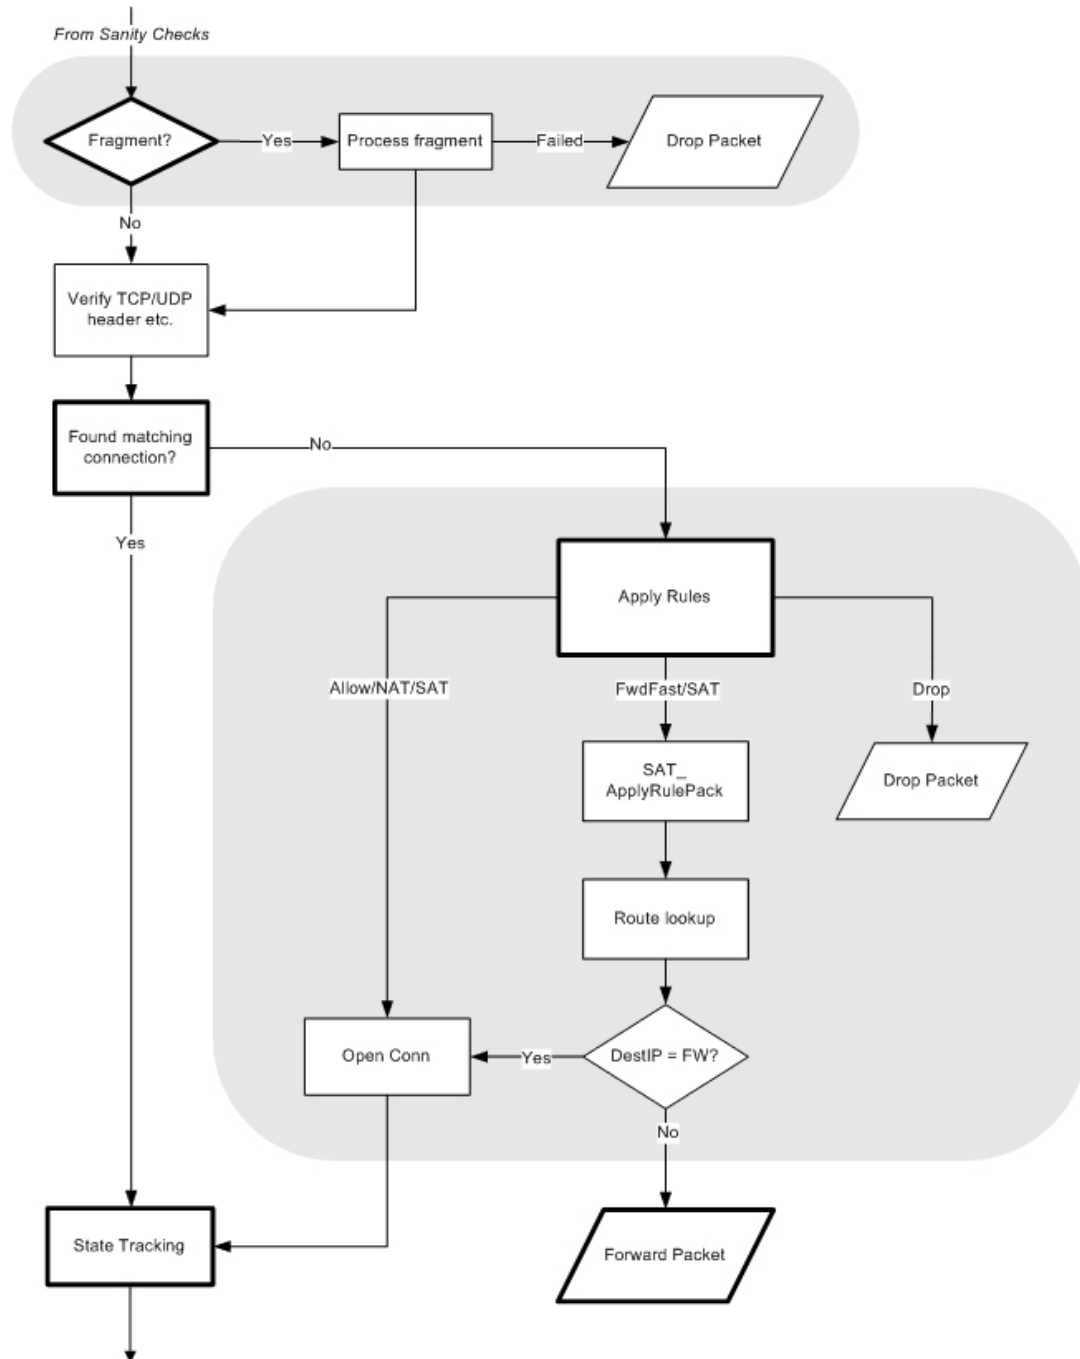 From Sanity Checks
Fragment?
Yes
Process fragment
Failed
Drop Packet
No
Verify TCP/UDP
header etc.
Found matching
connection?
No
Yes
Apply Rules
Allow/NAT/SAT
FwdFast/SAT
Drop
SAT_
ApplyRulePack
Drop Packet
Route lookup
Open Conn
Yes
DestIP = FW?
No
State Tracking
Forward Packet